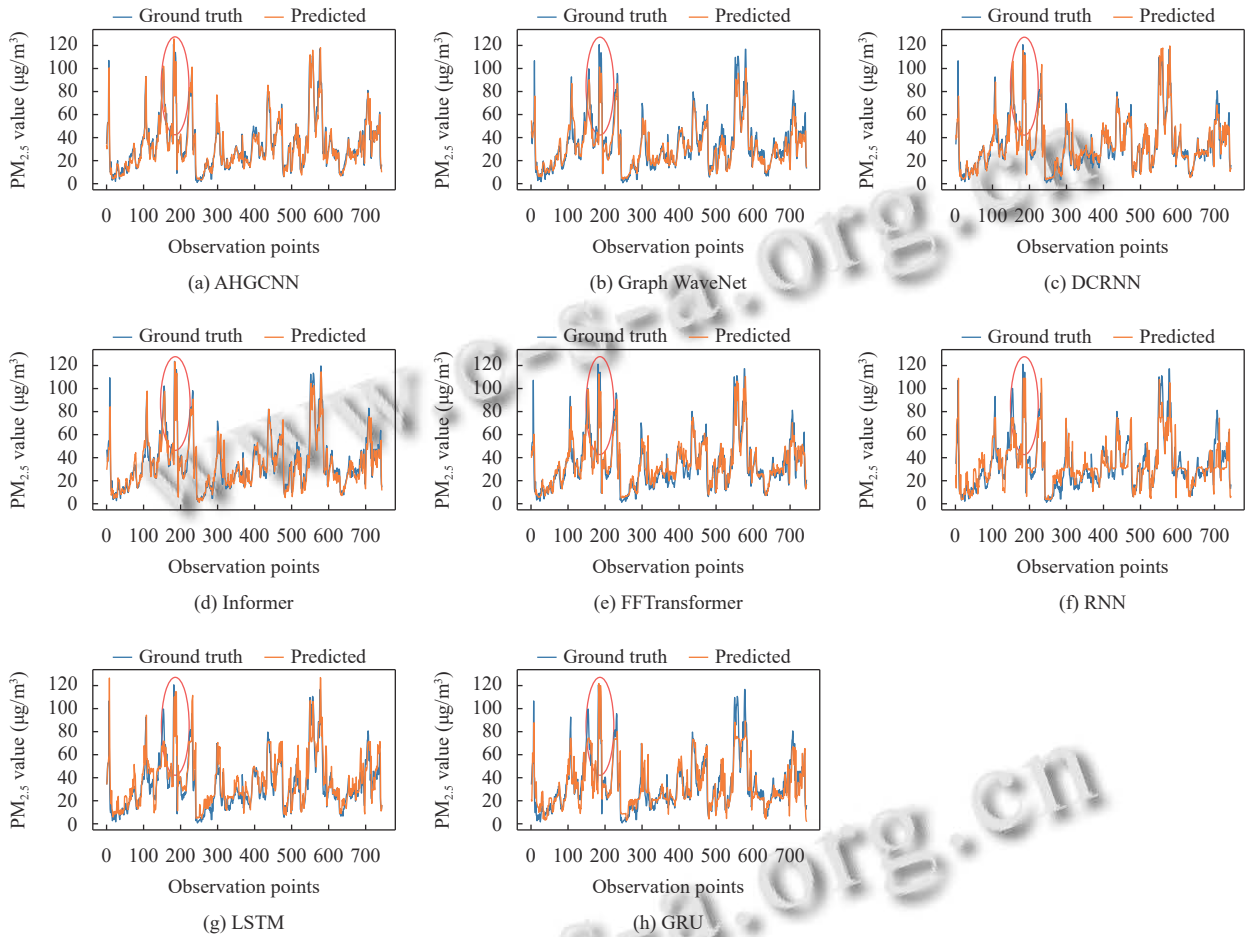 Ground truth Predicted Ground truth Predicted Ground truth Predicted
PM2.5 value (μg/m³) PM2.5 value (μg/m³) PM2.5 value (μg/m³)
120 120 120
100 100 100
80 80 80
60 60 60
40 40 40
20 20 20
0 0 0
0 100 200 300 400 500 600 700 0 100 200 300 400 500 600 700 0 100 200 300 400 500 600 700
Observation points Observation points Observation points
(a) AHGCNN (b) Graph WaveNet (c) DCRNN
Ground truth Predicted Ground truth Predicted Ground truth Predicted
PM2.5 value (μg/m³) PM2.5 value (μg/m³) PM2.5 value (μg/m³)
120 120 120
100 100 100
80 80 80
60 60 60
40 40 40
20 20 20
0 0 0
0 100 200 300 400 500 600 700 0 100 200 300 400 500 600 700 0 100 200 300 400 500 600 700
Observation points Observation points Observation points
(d) Informer (e) FFTransformer (f) RNN
Ground truth Predicted Ground truth Predicted
PM2.5 value (μg/m³) PM2.5 value (μg/m³)
120 120
100 100
80 80
60 60
40 40
20 20
0 0
0 100 200 300 400 500 600 700 0 100 200 300 400 500 600 700
Observation points Observation points
(g) LSTM (h) GRU
www.c-s-a.org.cn
s-a.org.cn